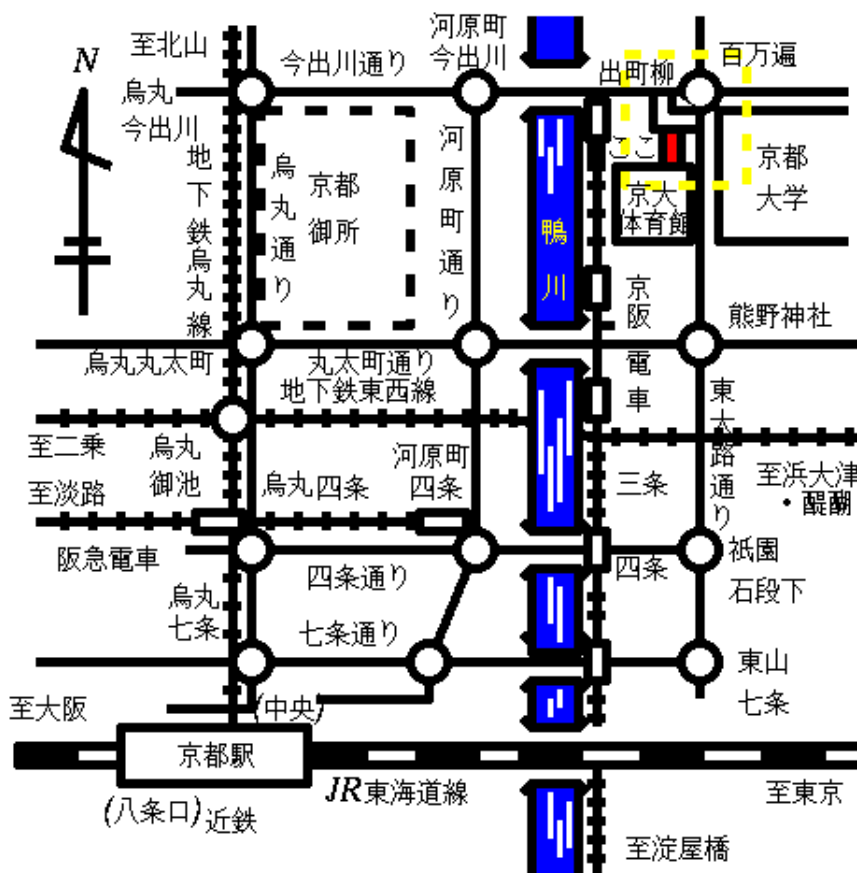 至北山
N
今出川通り
河原町
今出川
出町柳
百万遍
烏丸
今出川
地下鉄烏丸線
烏丸通り
京都
御所
河原町通り
鴨川
ここ
京大
体育館
京都
大学
京阪電車
熊野神社
烏丸丸太町
丸太町通り
地下鉄東西線
東大路通り
至二乗
烏丸
御池
河原町
四条
至淡路
烏丸四条
三条
至浜大津
・醍醐
阪急電車
四条通り
四条
祇園
石段下
烏丸
七条
七条通り
東山
七条
至大阪
(中央)
京都駅
(八条口)近鉄
JR東海道線
至東京
至淀屋橋